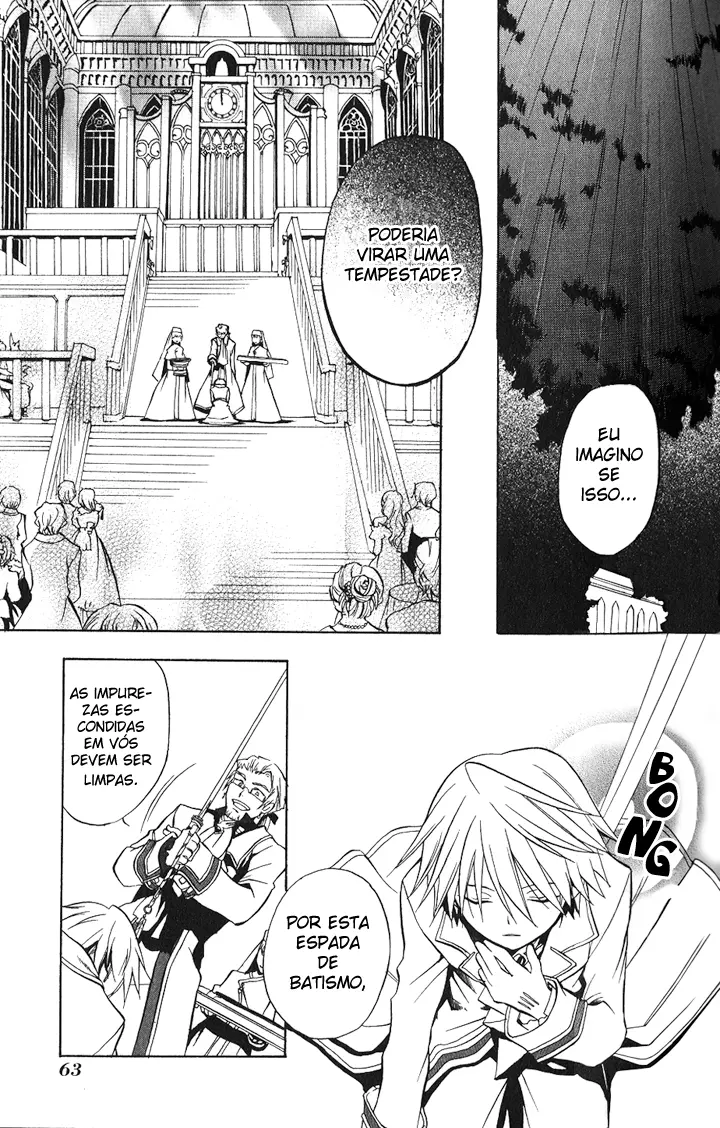 EU
IMAGINO
SE
ISSO...
PODERIA
VIRAR UMA
TEMPESTADE?
BONG
POR ESTA
ESPADA
DE
BATISMO,
AS IMPURE-
ZAS ES-
CONDIDAS
EM VÓS
DEVEM SER
LIMPAS.
63